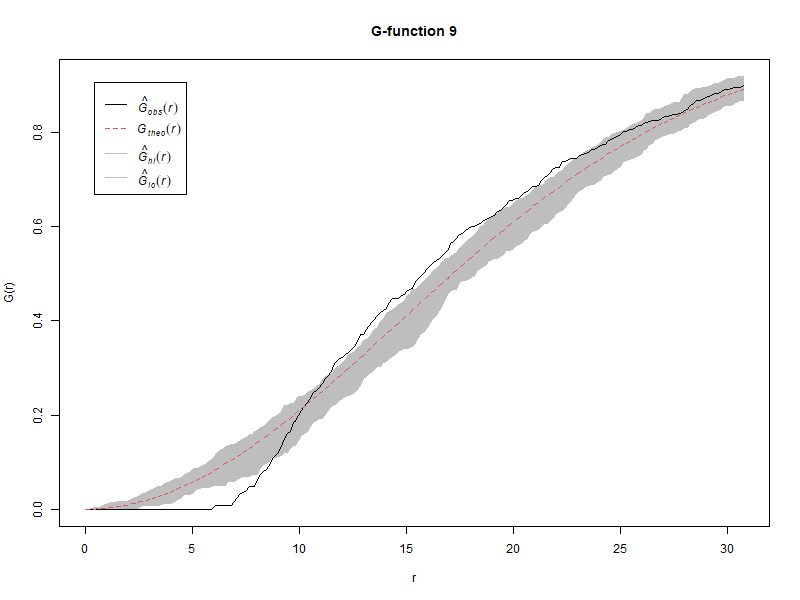 G-function 9
Ĝobs(r)
Gtheo(r)
Ĝhi(r)
Ĝlo(r)
G(r)
0.8
0.6
0.4
0.2
0.0
0 5 10 15 20 25 30
r